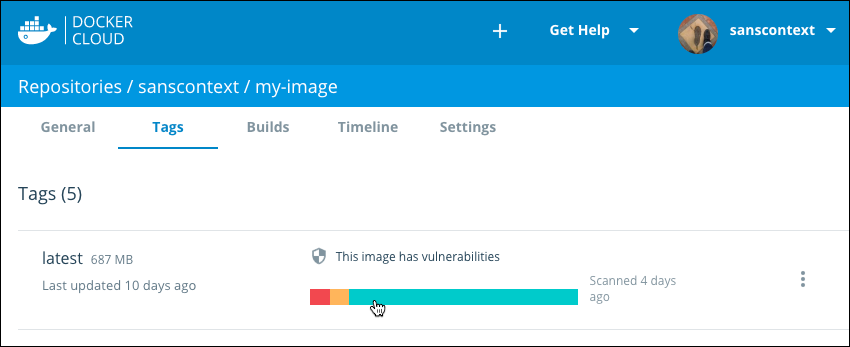 DOCKER
CLOUD
+ Get Help sanscontext
Repositories / sanscontext / my-image
General Tags Builds Timeline Settings
Tags (5)
latest 687 MB
Last updated 10 days ago
This image has vulnerabilities
Scanned 4 days
ago